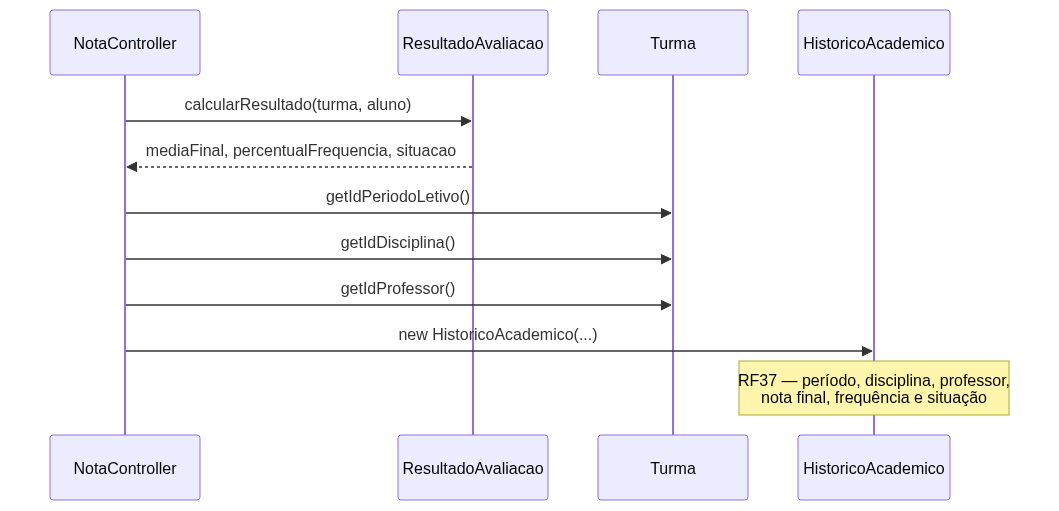 NotaController
ResultadoAvaliacao
Turma
HistoricoAcademico
calcularResultado(turma, aluno)
mediaFinal, percentualFrequencia, situacao
getIdPeriodoLetivo()
getIdDisciplina()
getIdProfessor()
new HistoricoAcademico(...)
RF37 — período, disciplina, professor,
nota final, frequência e situação
NotaController
ResultadoAvaliacao
Turma
HistoricoAcademico